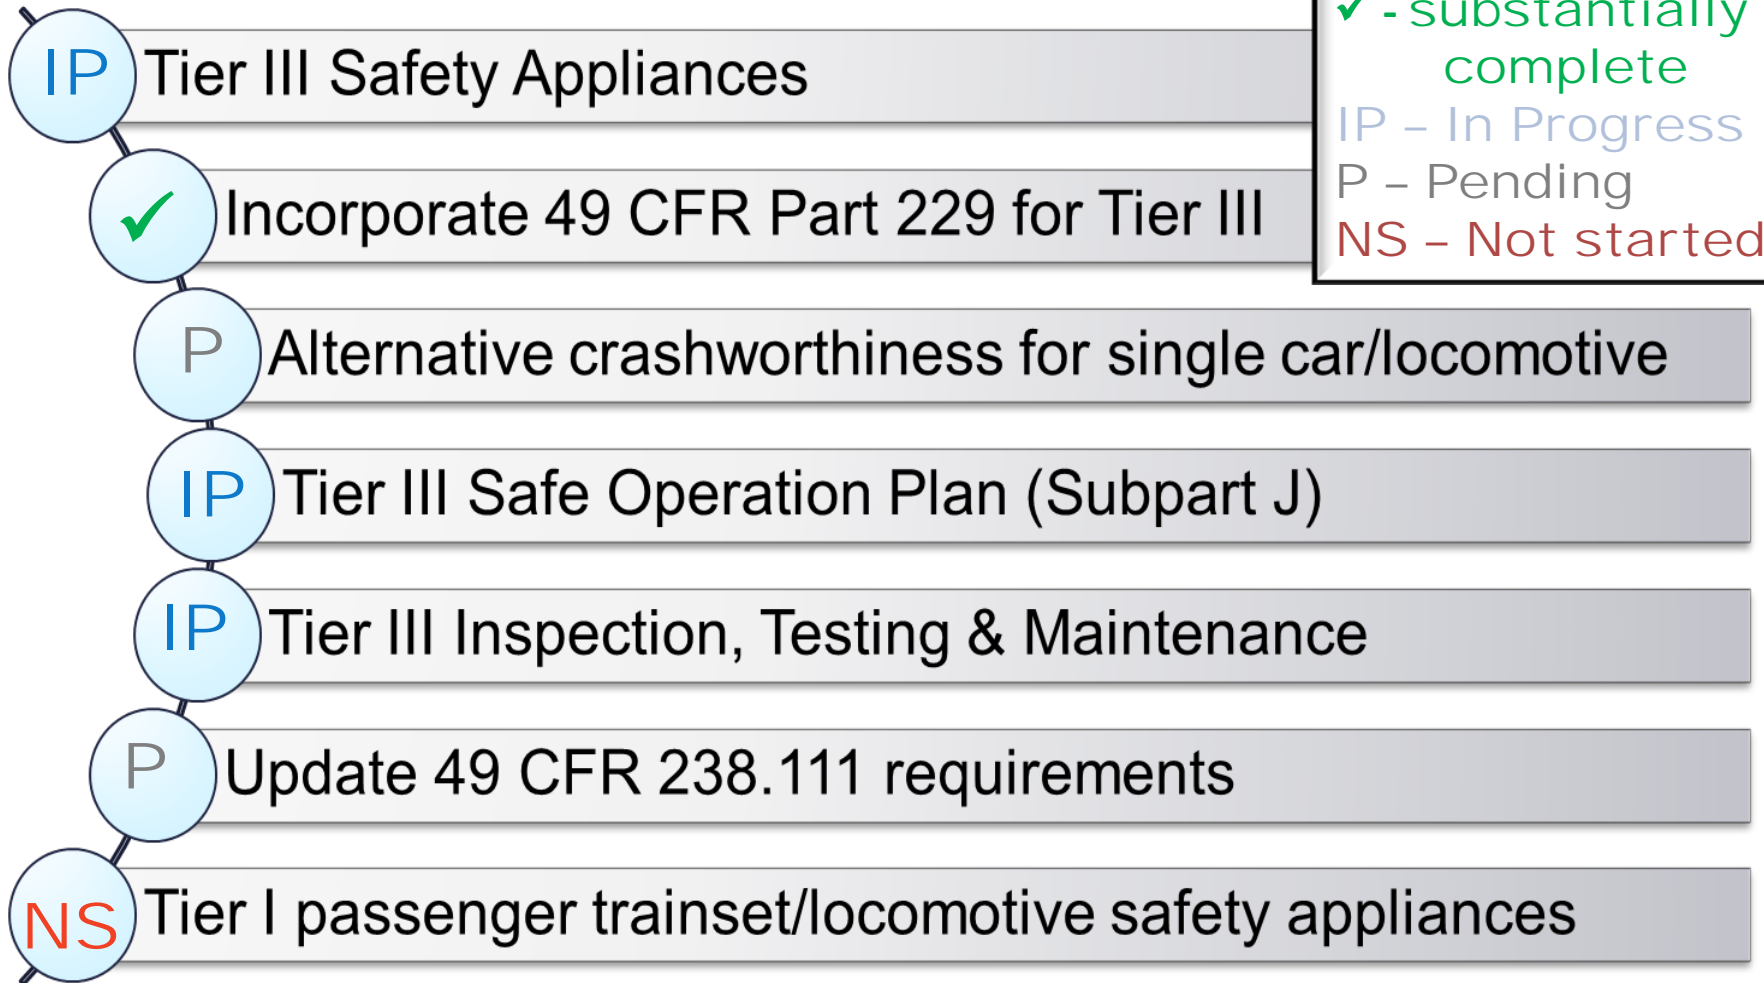 IP Tier III Safety Appliances
✓ Incorporate 49 CFR Part 229 for Tier III
P Alternative crashworthiness for single car/locomotive
IP Tier III Safe Operation Plan (Subpart J)
IP Tier III Inspection, Testing & Maintenance
P Update 49 CFR 238.111 requirements
NS Tier I passenger trainset/locomotive safety appliances
✓ - substantially
complete
IP – In Progress
P – Pending
NS – Not started